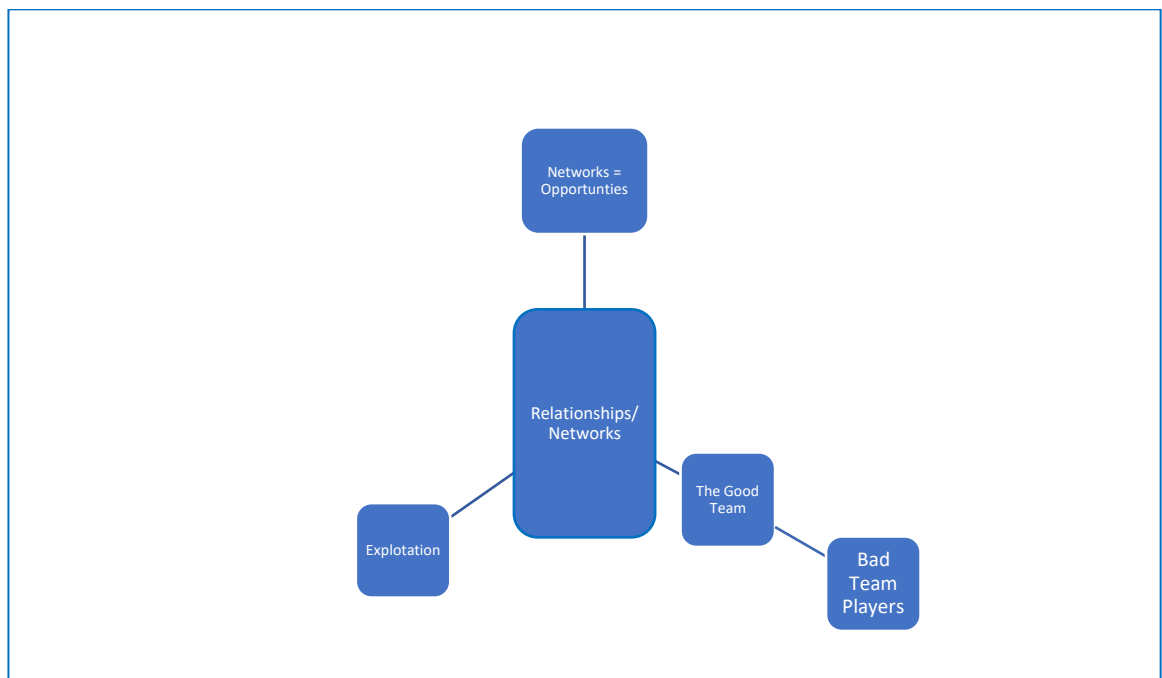 Networks =
Opportunties
Relationships/
Networks
The Good
Team
Explotation
Bad
Team
Players